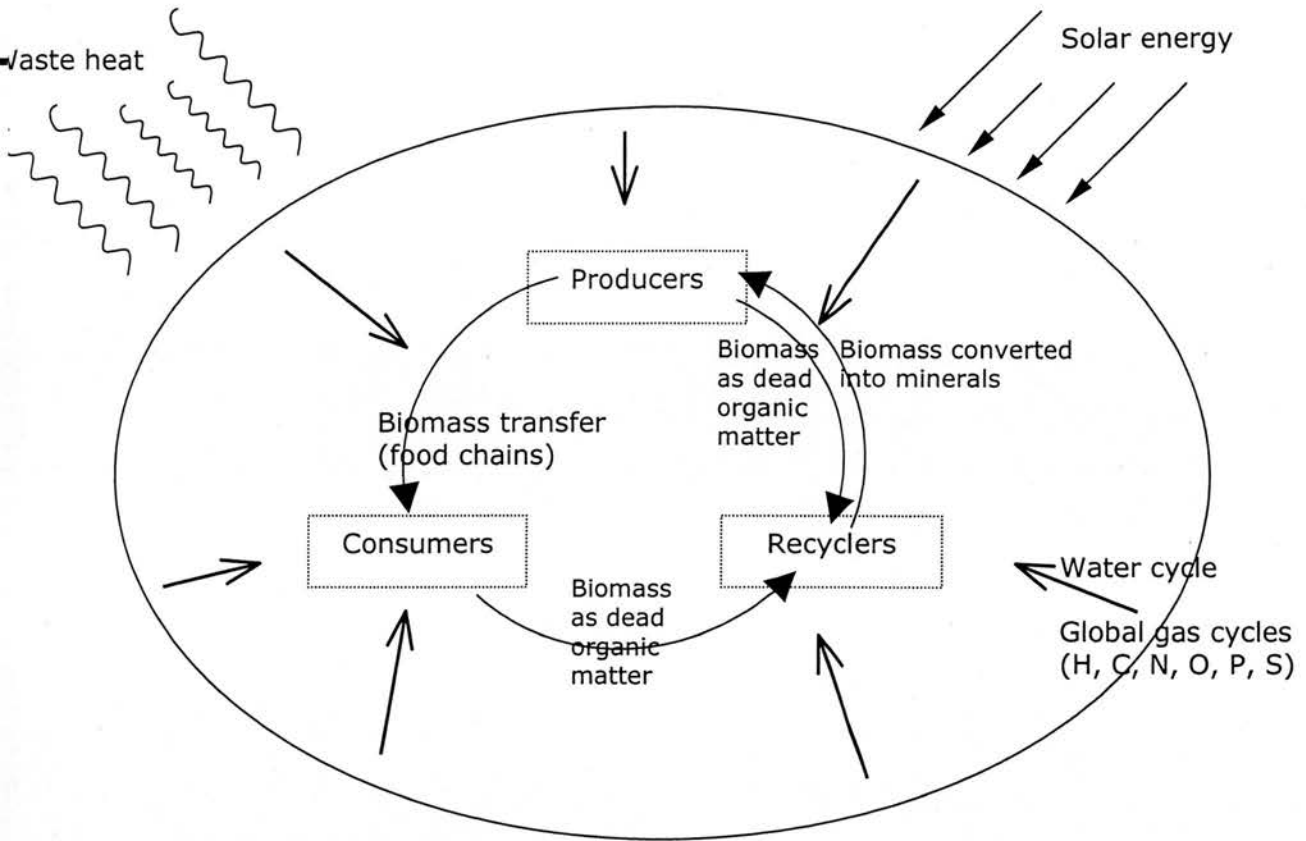 Waste heat
Solar energy
Producers
Biomass
as dead
organic
matter
Biomass converted
into minerals
Biomass transfer
(food chains)
Consumers
Recyclers
Biomass
as dead
organic
matter
Water cycle
Global gas cycles
(H, C, N, O, P, S)